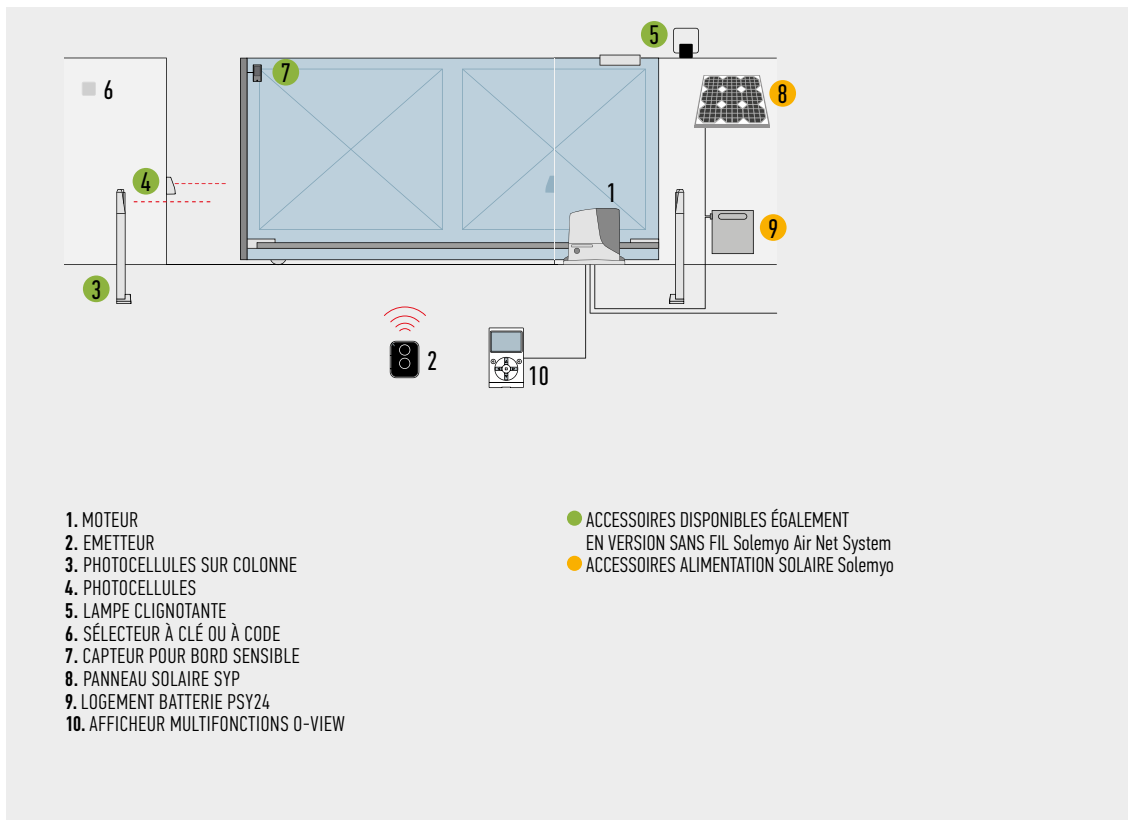 5
7
6
8
4
1
9
3
2
10
1. MOTEUR
2. EMETTEUR
3. PHOTOCELLULES SUR COLONNE
4. PHOTOCELLULES
5. LAMPE CLIGNOTANTE
6. SÉLECTEUR À CLÉ OU À CODE
7. CAPTEUR POUR BORD SENSIBLE
8. PANNEAU SOLAIRE SYP
9. LOGEMENT BATTERIE PSY24
10. AFFICHEUR MULTIFONCTIONS O-VIEW
ACCESSOIRES DISPONIBLES ÉGALEMENT
EN VERSION SANS FIL Solemyo Air Net System
ACCESSOIRES ALIMENTATION SOLAIRE Solemyo